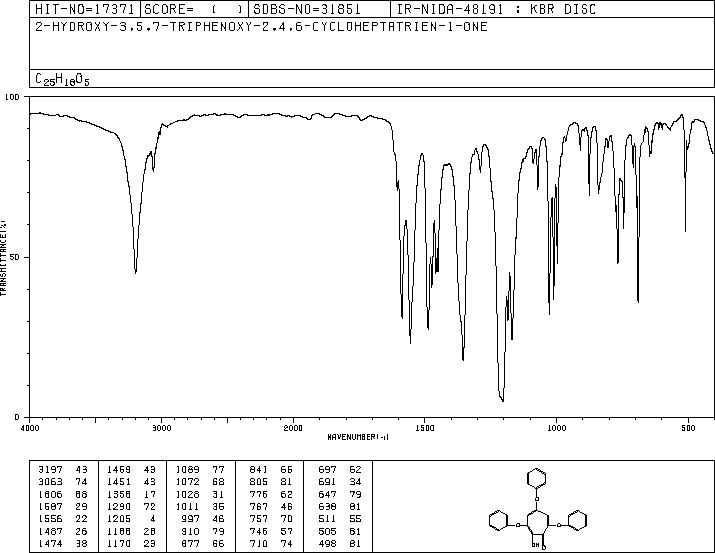 HIT-NO=17371 SCORE= ( ) SDBS-NO=31851 IR-NIDA-48191 : KBR DISC
2-HYDROXY-3,5,7-TRIPHENOXY-2,4,6-CYCLOHEPTATRIEN-1-ONE
C25H18O5
100
50
0
TRANSMITTANCE(%)
4000 3000 2000 1500 1000 500
WAVENUMBER(-1)
3197 43 1469 43 1089 77 841 66 697 62
3063 74 1451 43 1072 68 805 81 691 34
1606 68 1358 17 1028 31 776 62 647 79
1587 29 1290 72 1011 35 767 46 630 81
1556 22 1205 4 997 46 757 70 511 55
1487 26 1188 28 910 79 746 57 505 81
1474 38 1170 23 877 66 710 74 498 81
O
O O
OH O